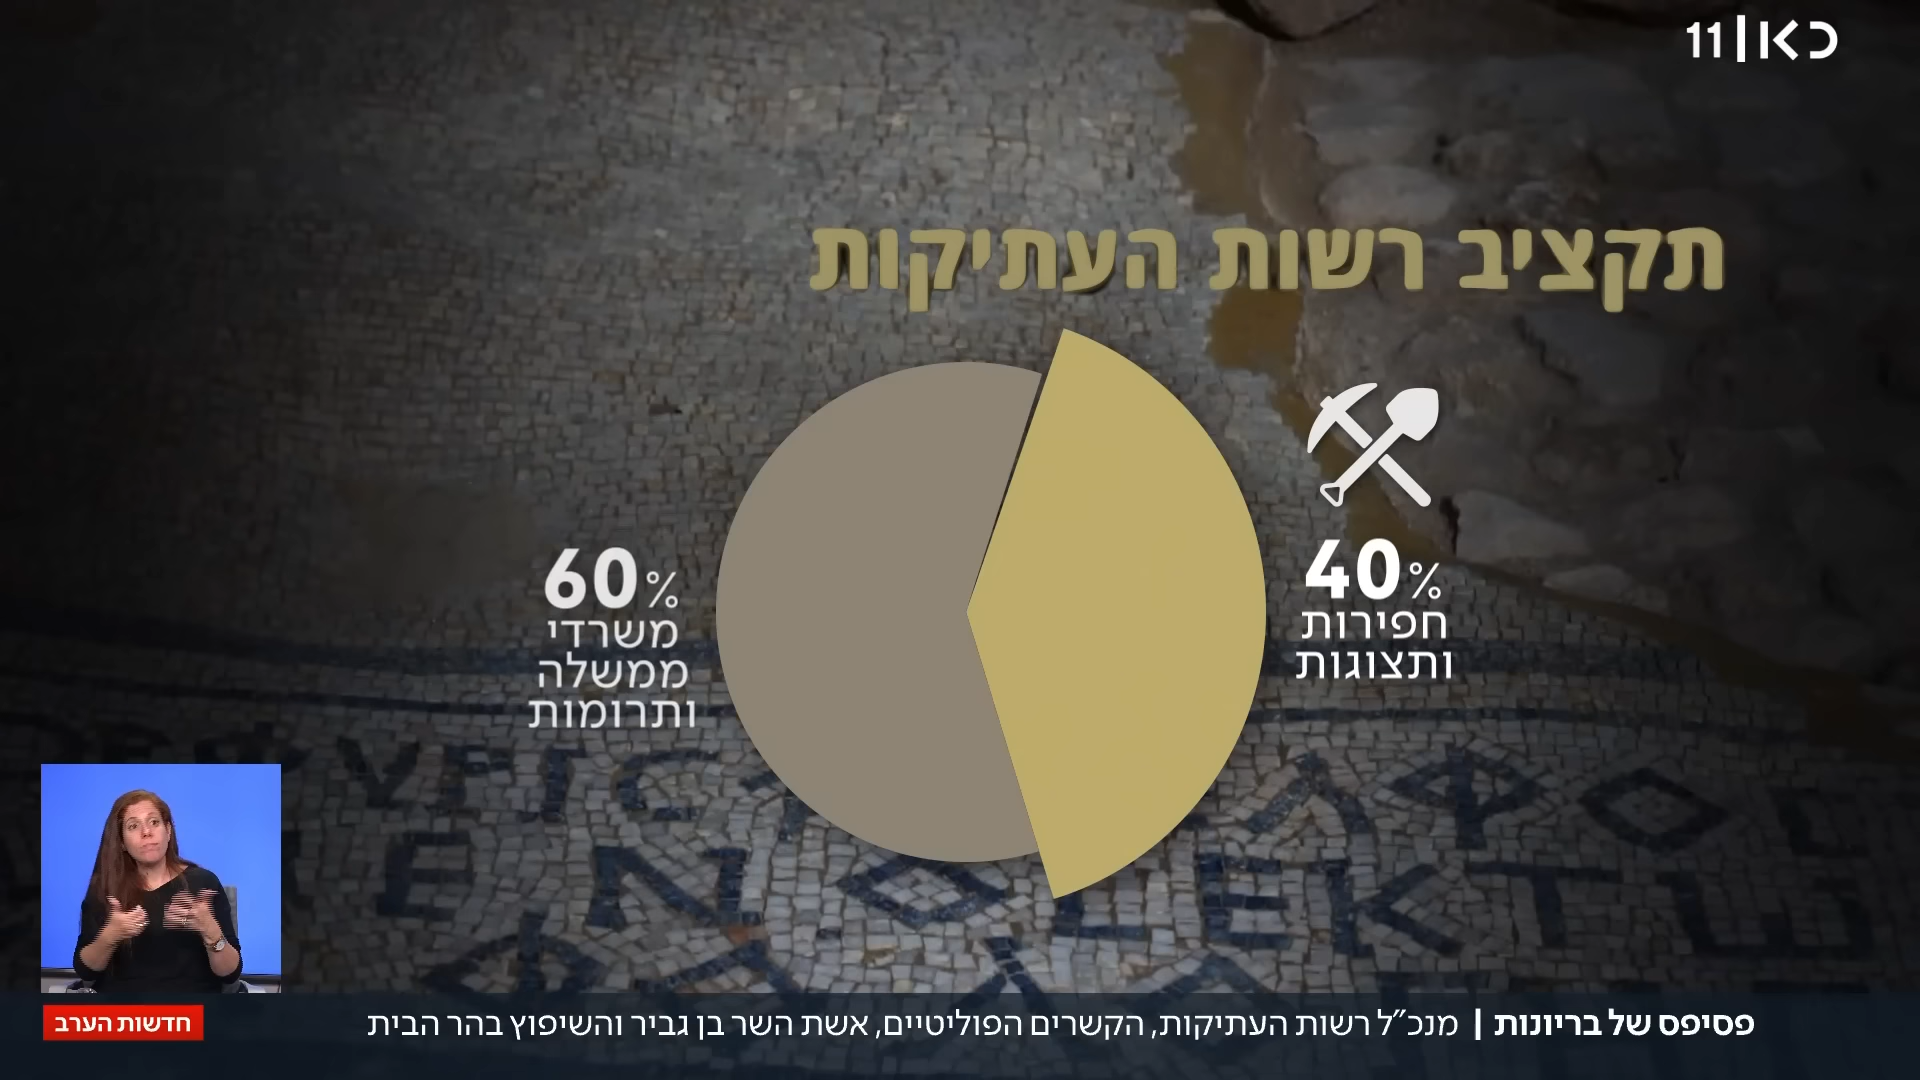 כאן 11
תקציב רשות העתיקות
40%
חפירות
ותצוגות
60%
משרדי
ממשלה
ותרומות
פסיפס של בריונות | מנכ״ל רשות העתיקות, הקשרים הפוליטיים, אשת השר בן גביר והשיפוץ בהר הבית
חדשות הערב